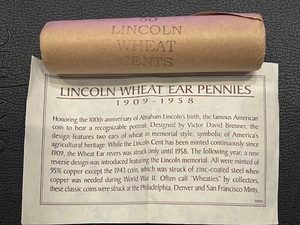 50
LINCOLN
WHEAT
CENTS
LINCOLN WHEAT EAR PENNIES
1909-1958
Honoring the 100th anniversary of Abraham Lincoln's birth, the famous American
coin to bear a recognizable portrait. Designed by Victor David Brenner, the
design features two ears of wheat in memorial style, symbolic of America's
agricultural heritage. While the Lincoln Cent has been minted continuously since
1909, the Wheat Ear revers was struck only until 1958. The following year, a new
reverse design was introduced featuring the Lincoln memorial. All were minted of
95% copper except the 1943 coin, which was struck of zinc-coated steel when
copper was needed during World War II. Often call "Wheaties" by collectors,
these classic coins were struck at the Philadelphia, Denver and San Francisco Mints.